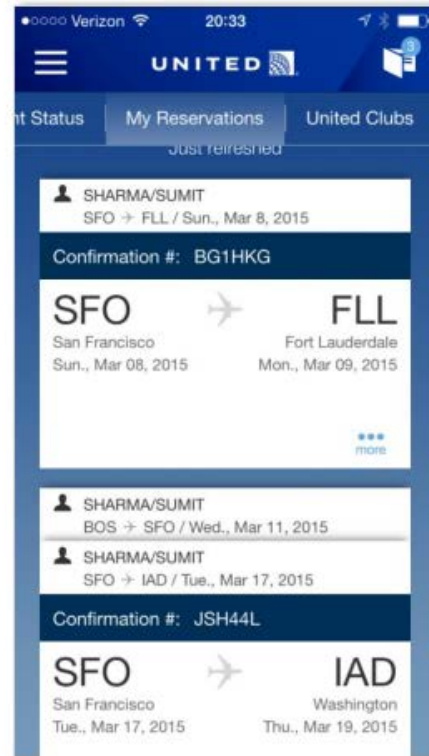 Verizon 20:33
3
UNITED
nt Status My Reservations United Clubs
Just refreshed
SHARMA/SUMIT
SFO → FLL / Sun., Mar 8, 2015
Confirmation #: BG1HKG
SFO FLL
San Francisco Fort Lauderdale
Sun., Mar 08, 2015 Mon., Mar 09, 2015
more
SHARMA/SUMIT
BOS → SFO / Wed., Mar 11, 2015
SHARMA/SUMIT
SFO → IAD / Tue., Mar 17, 2015
Confirmation #: JSH44L
SFO IAD
San Francisco Washington
Tue., Mar 17, 2015 Thu., Mar 19, 2015